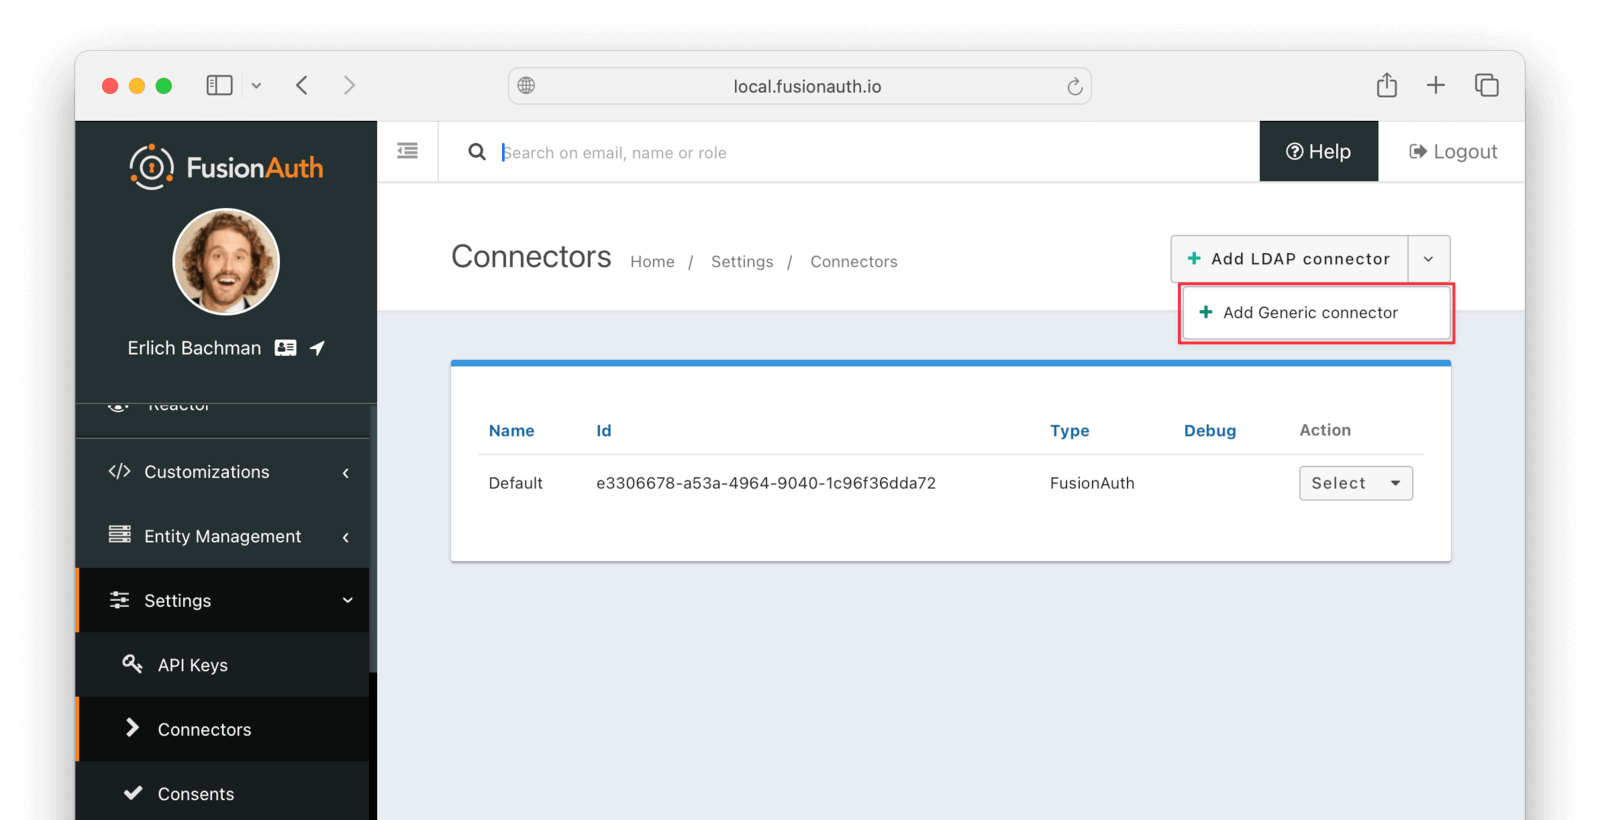 local.fusionauth.io
FusionAuth
Search on email, name or role
Help
Logout
Connectors Home / Settings / Connectors
Add LDAP connector
Add Generic connector
Erlich Bachman
Reactor
Customizations
Entity Management
Settings
API Keys
Connectors
Consents
Name Id Type Debug Action
Default e3306678-a53a-4964-9040-1c96f36dda72 FusionAuth Select